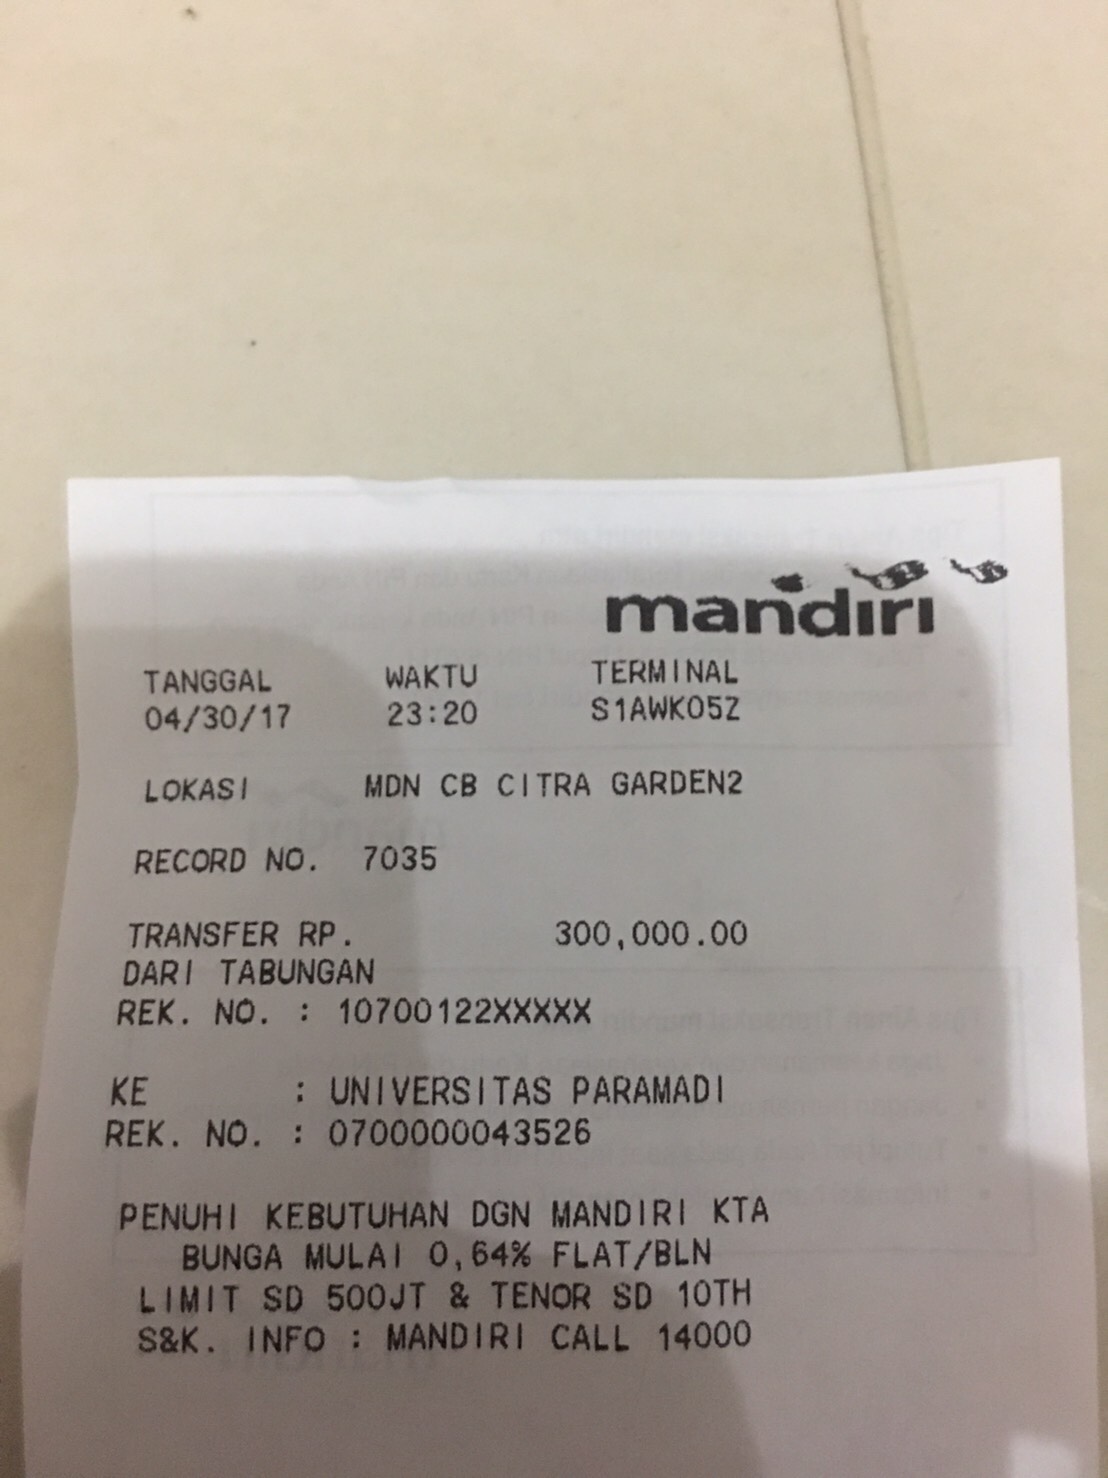 mandiri
TANGGAL WAKTU TERMINAL
04/30/17 23:20 S1AWK05Z
LOKASI MDN CB CITRA GARDEN2
RECORD NO. 7035
TRANSFER RP. 300,000.00
DARI TABUNGAN
REK. NO. : 10700122XXXXX
KE : UNIVERSITAS PARAMADI
REK. NO. : 0700000043526
PENUHI KEBUTUHAN DGN MANDIRI KTA
BUNGA MULAI 0,64% FLAT/BLN
LIMIT SD 500JT & TENOR SD 10TH
S&K. INFO : MANDIRI CALL 14000